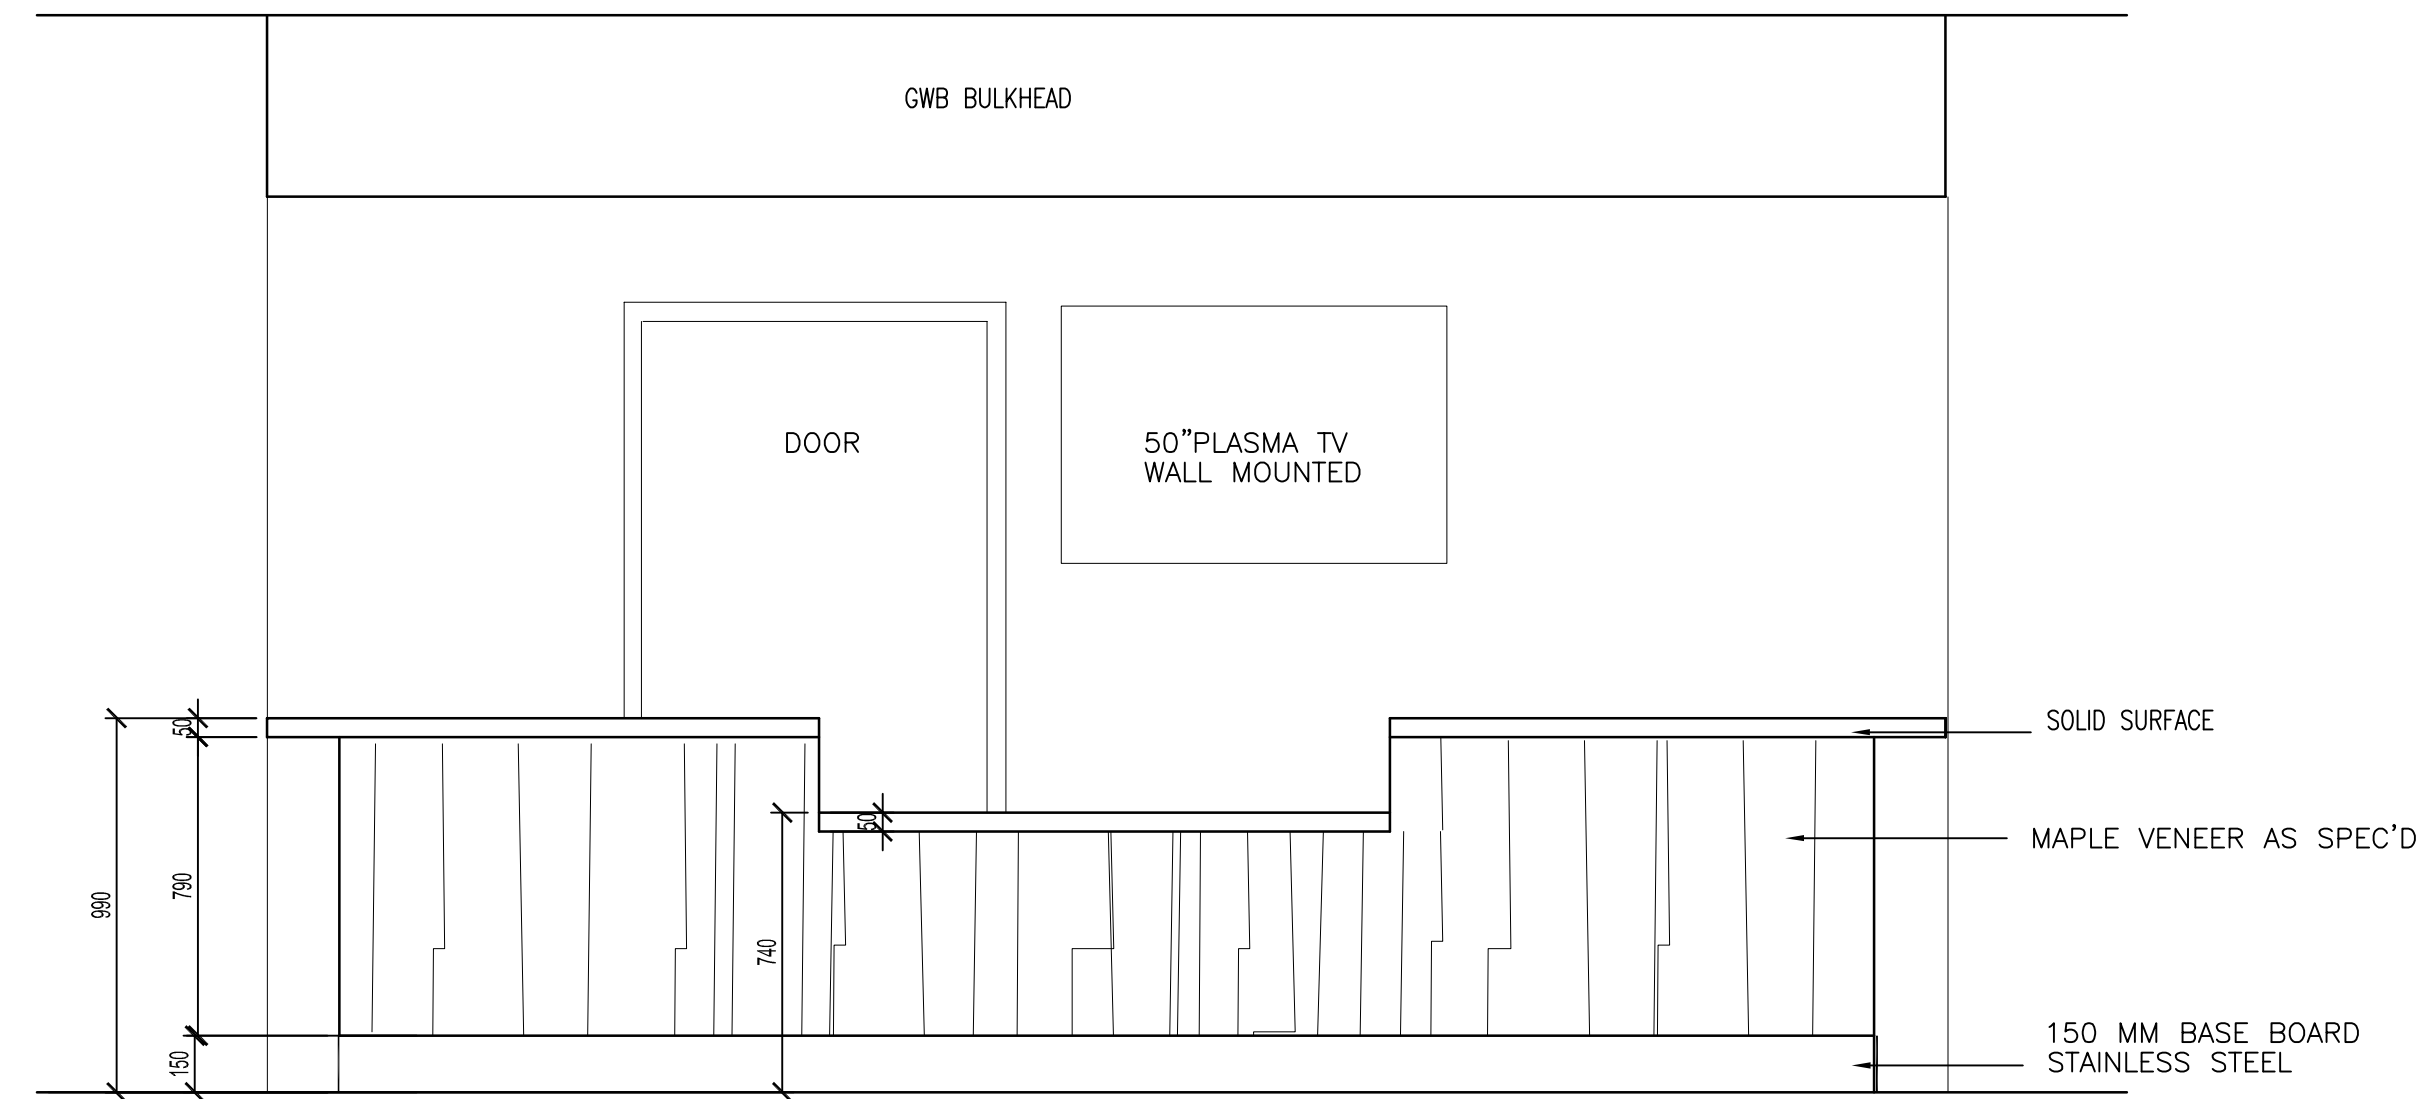 GWB BULKHEAD
DOOR
50”PLASMA TV
WALL MOUNTED
SOLID SURFACE
50
50
MAPLE VENEER AS SPEC'D
790
990
740
150 MM BASE BOARD
STAINLESS STEEL
150